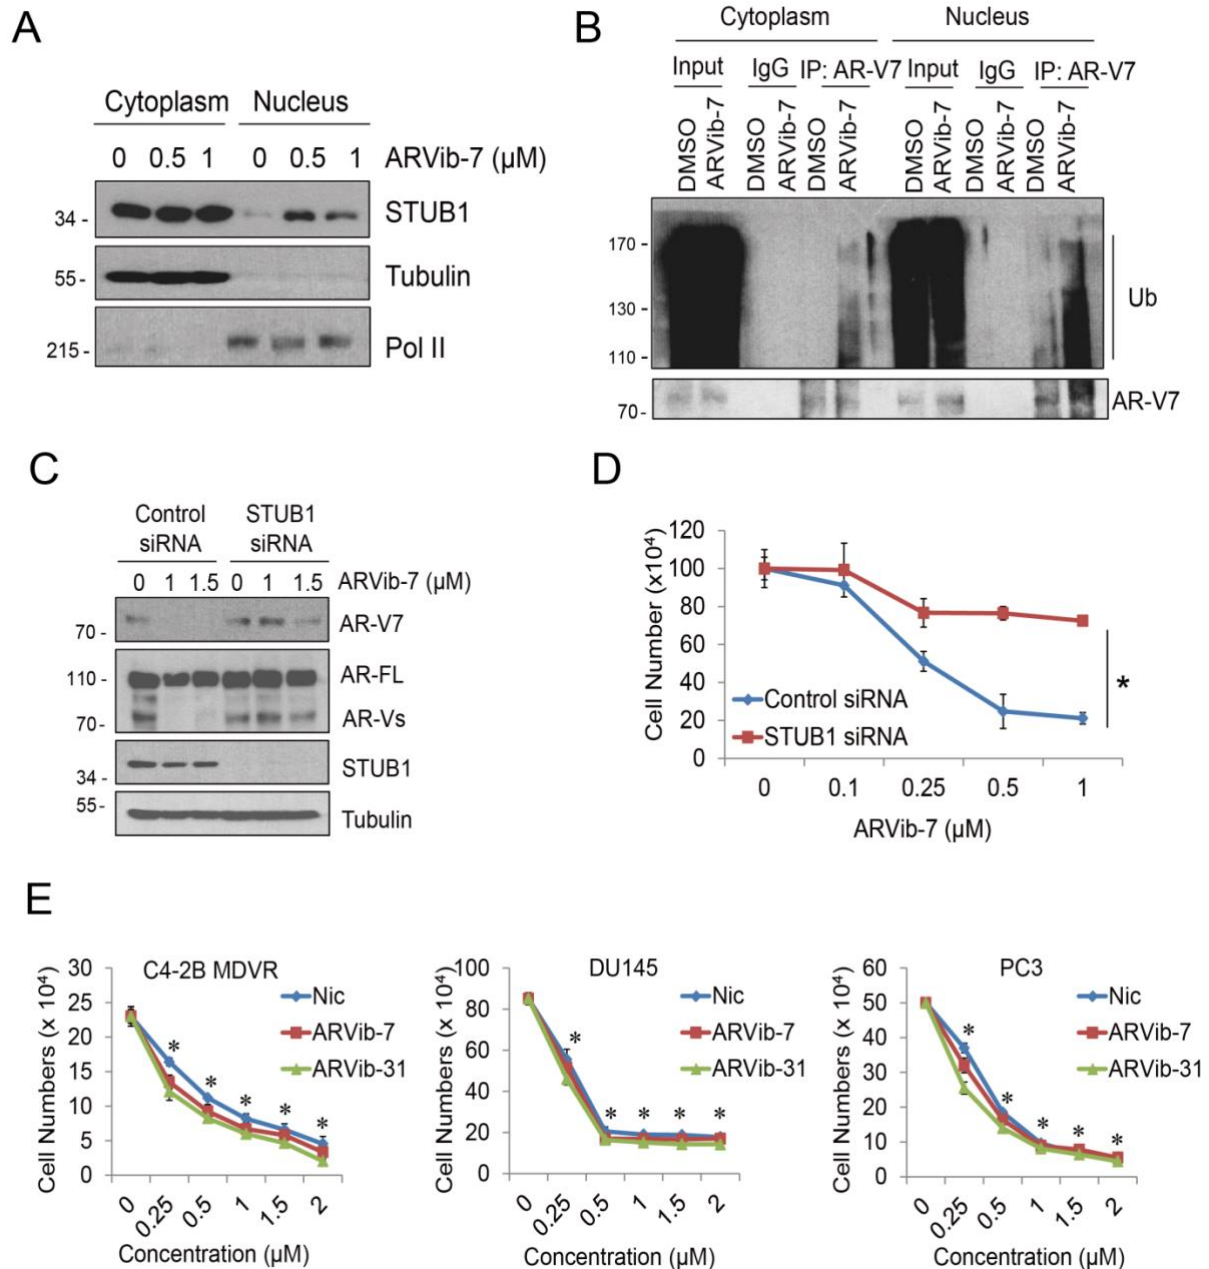 A
Cytoplasm Nucleus
0 0.5 1 0 0.5 1 ARVib-7 (µM)
34 - STUB1
55- Tubulin
215 - Pol II
B
Cytoplasm Nucleus
Input IgG IP: AR-V7 Input IgG IP: AR-V7
DMSO ARVib-7 DMSO ARVib-7 DMSO ARVib-7 DMSO ARVib-7 DMSO ARVib-7 DMSO ARVib-7
170 -
130 -
110 -
Ub
70- AR-V7
C
Control STUB1
siRNA siRNA
0 1 1.5 0 1 1.5 ARVib-7 (µM)
70 - AR-V7
110 - AR-FL
70- AR-Vs
34 - STUB1
55- Tubulin
D
Cell Number (x10⁴)
120
100
80
60
40
20
0
Control siRNA
STUB1 siRNA
*
0 0.1 0.25 0.5 1
ARVib-7 (µM)
E
C4-2B MDVR
Cell Numbers (x 10⁴)
30
25
20
15
10
5
0
Nic
ARVib-7
ARVib-31
* * * * *
0 0.25 0.5 1 1.5 2
Concentration (µM)
DU145
Cell Numbers (x 10⁴)
100
80
60
40
20
0
Nic
ARVib-7
ARVib-31
* * * * *
0 0.25 0.5 1 1.5 2
Concentration (µM)
PC3
Cell Numbers (x 10⁴)
60
50
40
30
20
10
0
Nic
ARVib-7
ARVib-31
* * * * *
0 0.25 0.5 1 1.5 2
Concentration (µM)